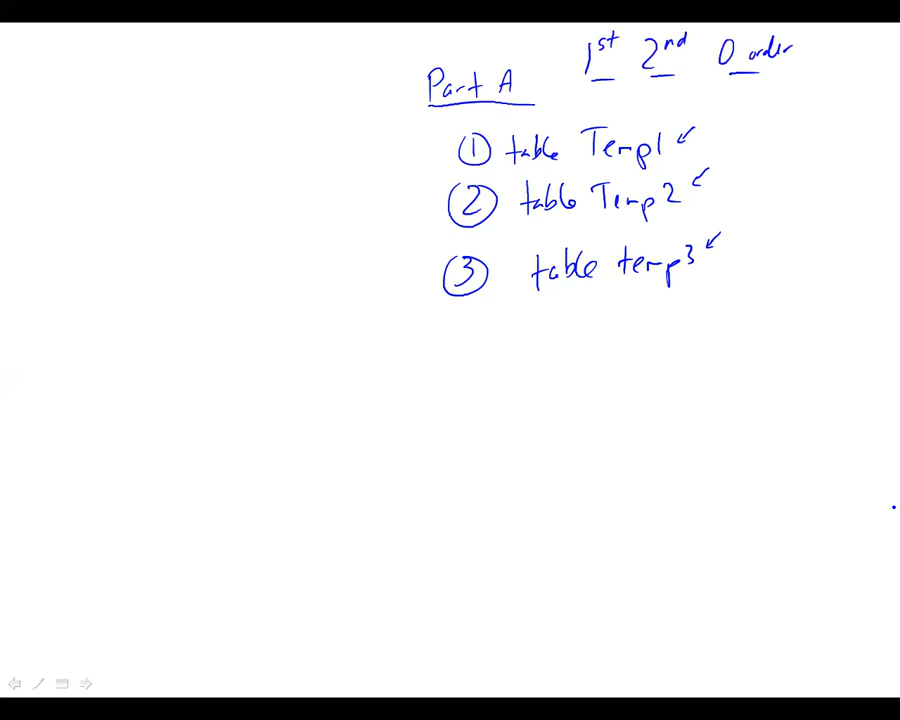 1st 2nd 0 order
Part A
① table Temp1
② table Temp2
③ table temp3